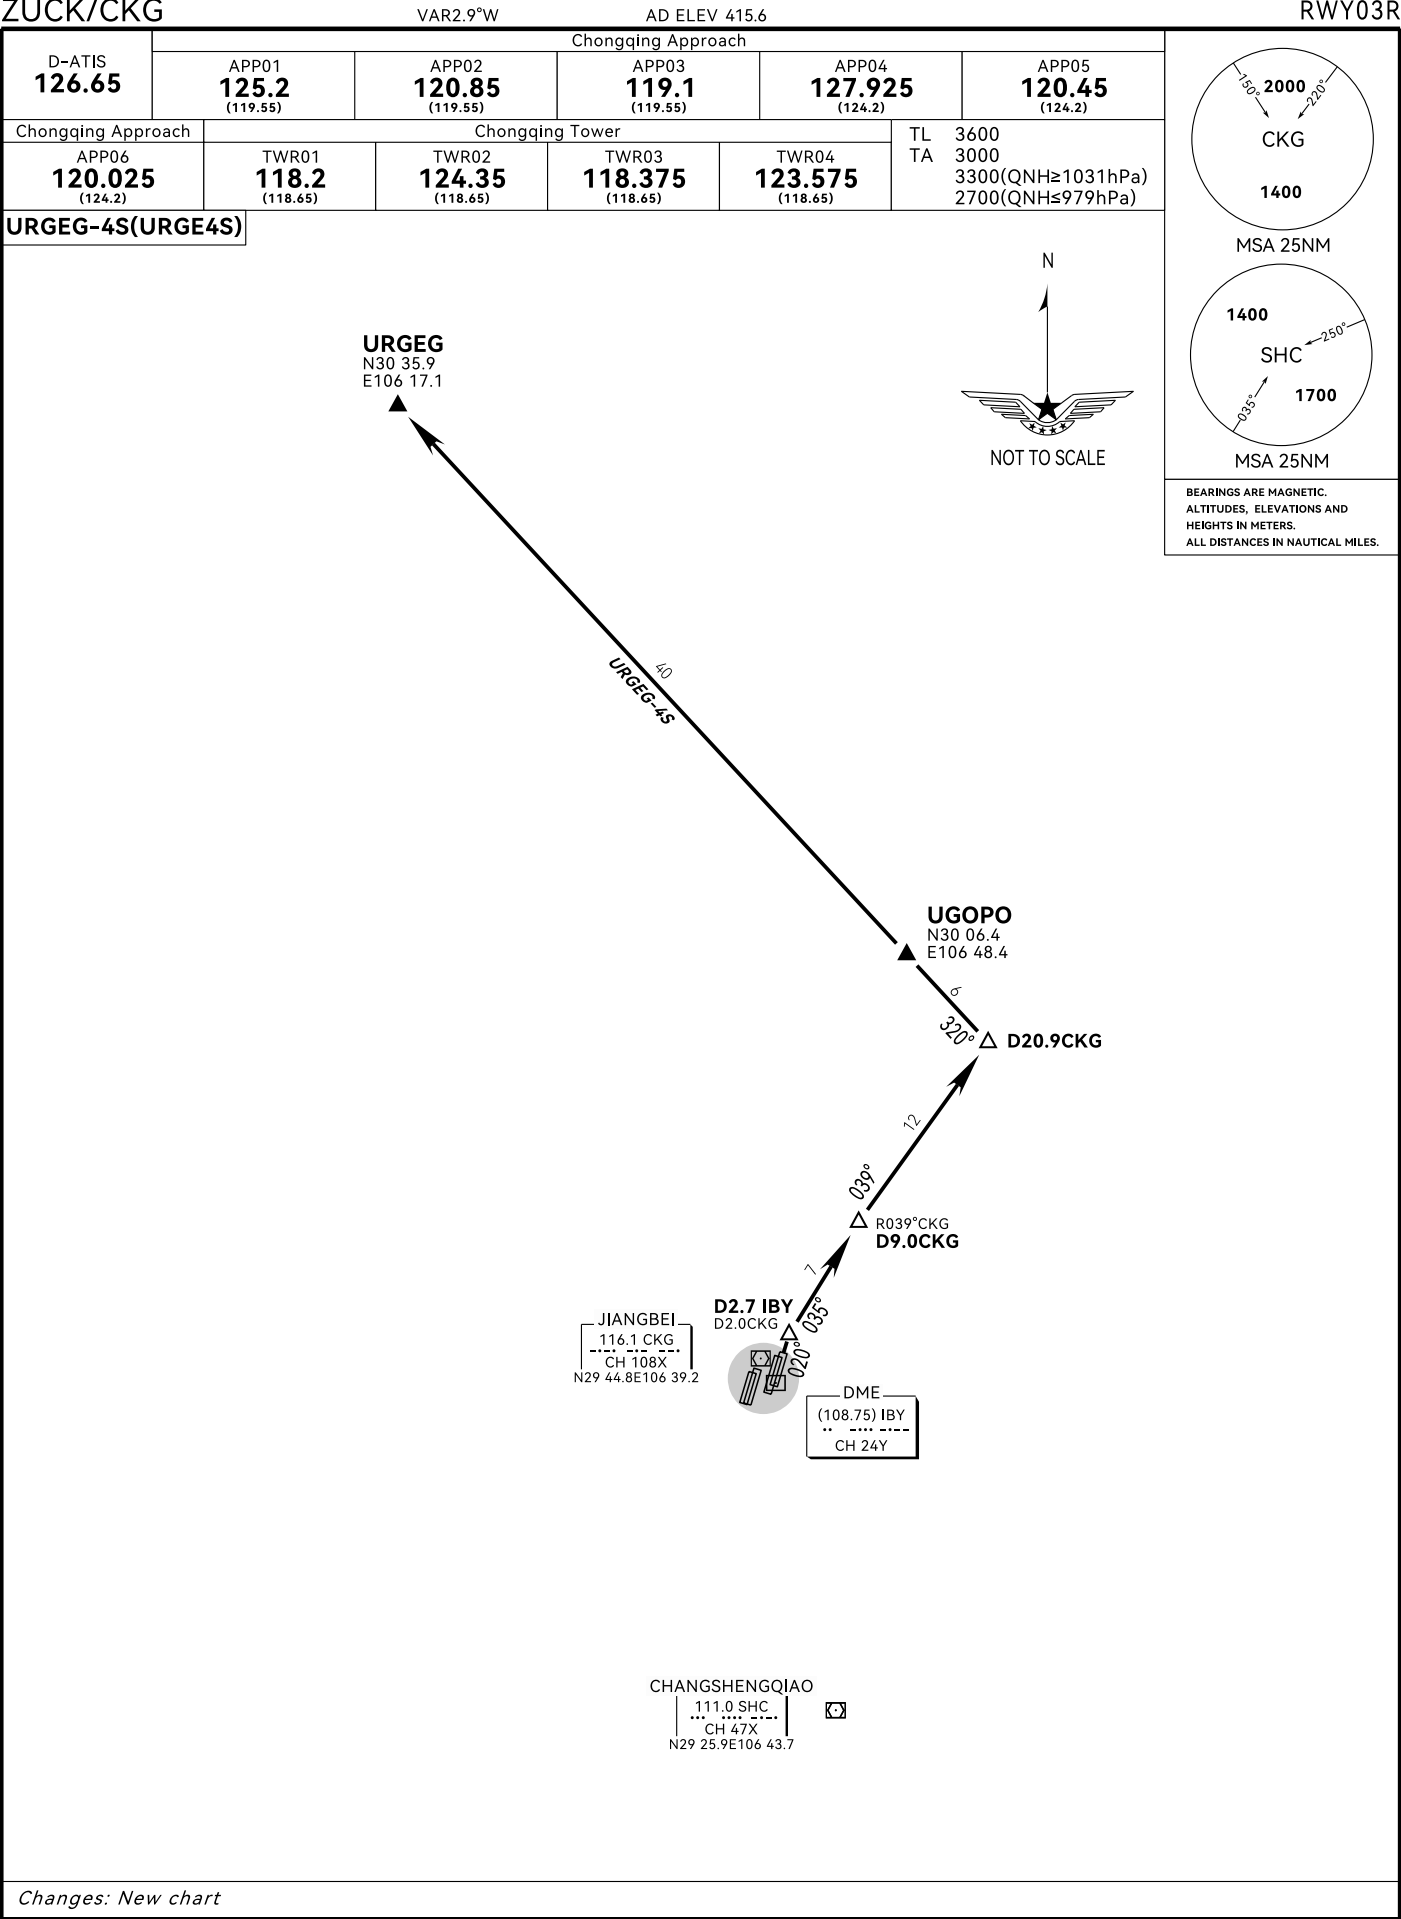 ZUCK/CKG
VAR2.9°W
AD ELEV 415.6
RWY03R
D-ATIS
126.65
Chongqing Approach
APP01
125.2
(119.55)
APP02
120.85
(119.55)
APP03
119.1
(119.55)
APP04
127.925
(124.2)
APP05
120.45
(124.2)
Chongqing Approach
APP06
120.025
(124.2)
Chongqing Tower
TWR01
118.2
(118.65)
TWR02
124.35
(118.65)
TWR03
118.375
(118.65)
TWR04
123.575
(118.65)
TL 3600
TA 3000
3300(QNH≥1031hPa)
2700(QNH≤979hPa)
150°
2000
220°
CKG
1400
MSA 25NM
1400
250°
SHC
035°
1700
MSA 25NM
BEARINGS ARE MAGNETIC.
ALTITUDES, ELEVATIONS AND
HEIGHTS IN METERS.
ALL DISTANCES IN NAUTICAL MILES.
URGEG-4S(URGE4S)
N
NOT TO SCALE
URGEG
N30 35.9
E106 17.1
40
URGEG-4S
UGOPO
N30 06.4
E106 48.4
6
320°
D20.9CKG
12
039°
R039°CKG
D9.0CKG
7
035°
D2.7 IBY
D2.0CKG
020°
JIANGBEI
116.1 CKG
CH 108X
N29 44.8E106 39.2
DME
(108.75) IBY
CH 24Y
CHANGSHENGQIAO
111.0 SHC
CH 47X
N29 25.9E106 43.7
Changes: New chart